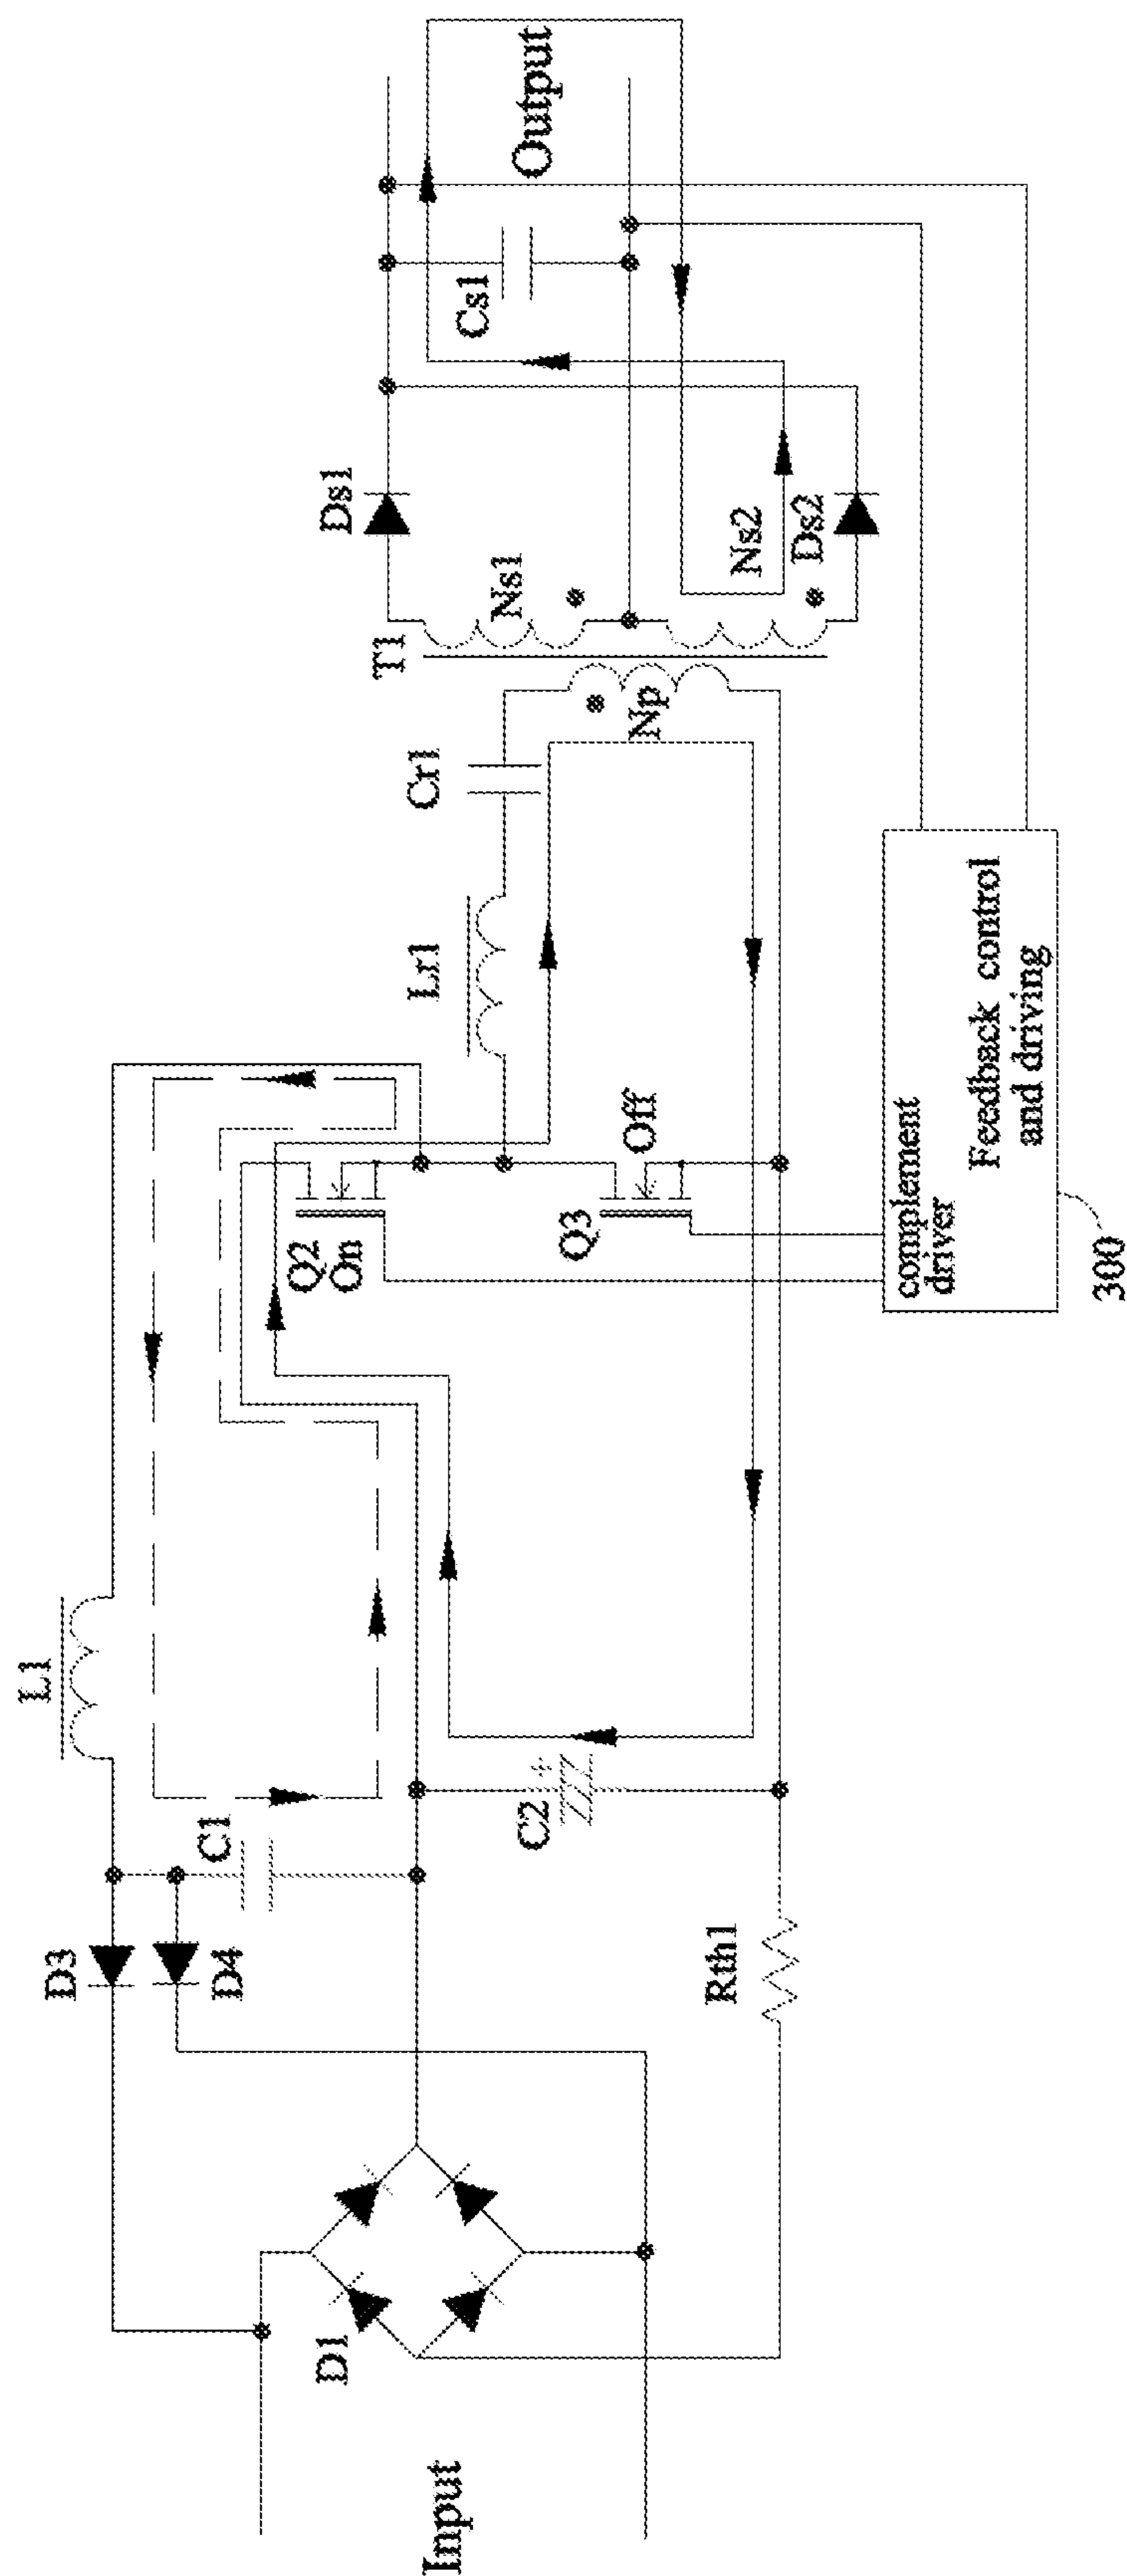 Input
D1
D3
D4
C1
L1
C2
Rth1
Q2
On
Q3
Off
Lr1
Cr1
T1
Np
Ns1
Ns2
Ds1
Ds2
Cs1
Output
complement
driver
Feedback control
and driving
300